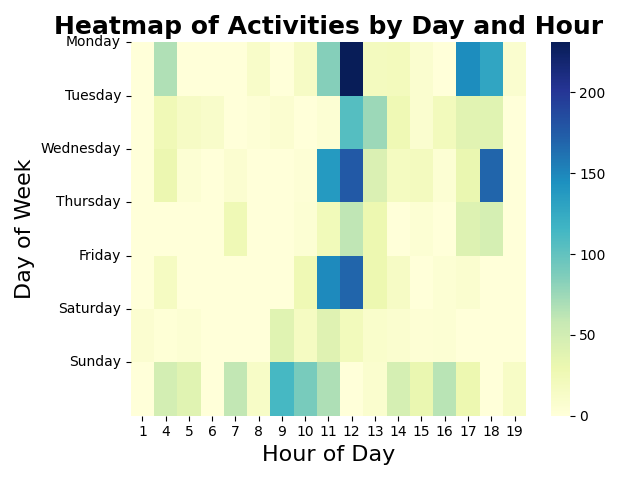 Heatmap of Activities by Day and Hour
Day of Week
Monday
Tuesday
Wednesday
Thursday
Friday
Saturday
Sunday
1 4 5 6 7 8 9 10 11 12 13 14 15 16 17 18 19
Hour of Day
200
150
100
50
0